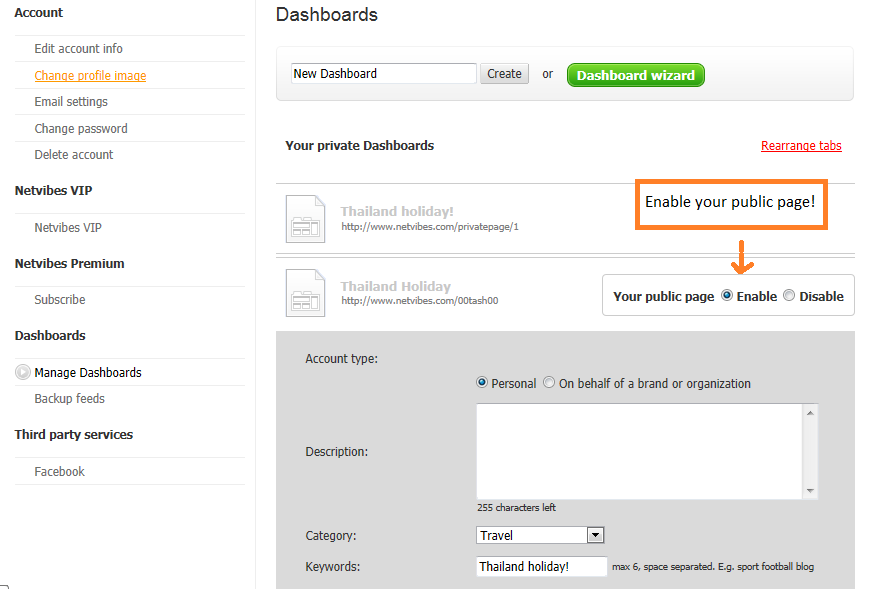 Account
Edit account info
Change profile image
Email settings
Change password
Delete account
Netvibes VIP
Netvibes VIP
Netvibes Premium
Subscribe
Dashboards
Manage Dashboards
Backup feeds
Third party services
Facebook
Dashboards
New Dashboard Create or Dashboard wizard
Your private Dashboards Rearrange tabs
Enable your public page!
Thailand holiday!
http://www.netvibes.com/privatepage/1
Thailand Holiday
http://www.netvibes.com/00tash00
Your public page Enable Disable
Account type:
Personal On behalf of a brand or organization
Description:
255 characters left
Category: Travel
Keywords: Thailand holiday! max 6, space separated. E.g. sport football blog